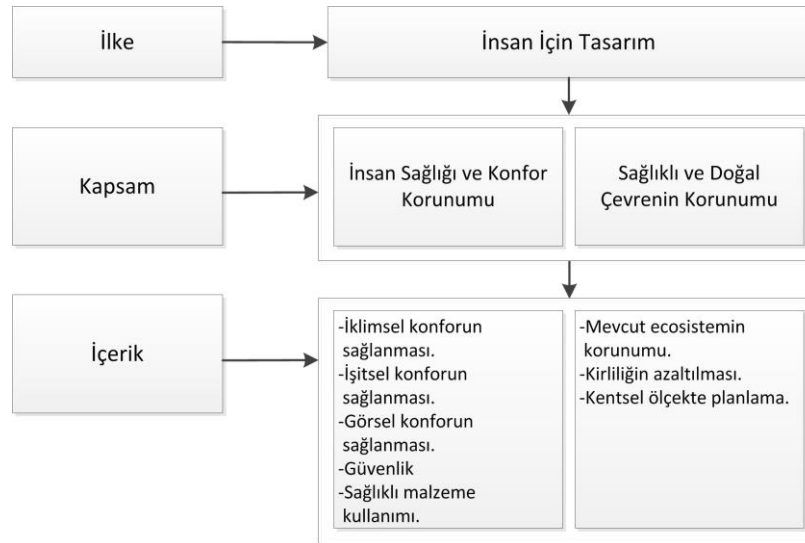 İlke
İnsan İçin Tasarım
Kapsam
İnsan Sağlığı ve Konfor
Korunumu
Sağlıklı ve Doğal
Çevrenin Korunumu
İçerik
-İklimsel konforun
sağlanması.
-İşitsel konforun
sağlanması.
-Görsel konforun
sağlanması.
-Güvenlik
-Sağlıklı malzeme
kullanımı.
-Mevcut ecosistemin
korunumu.
-Kirliliğin azaltılması.
-Kentsel ölçekte planlama.